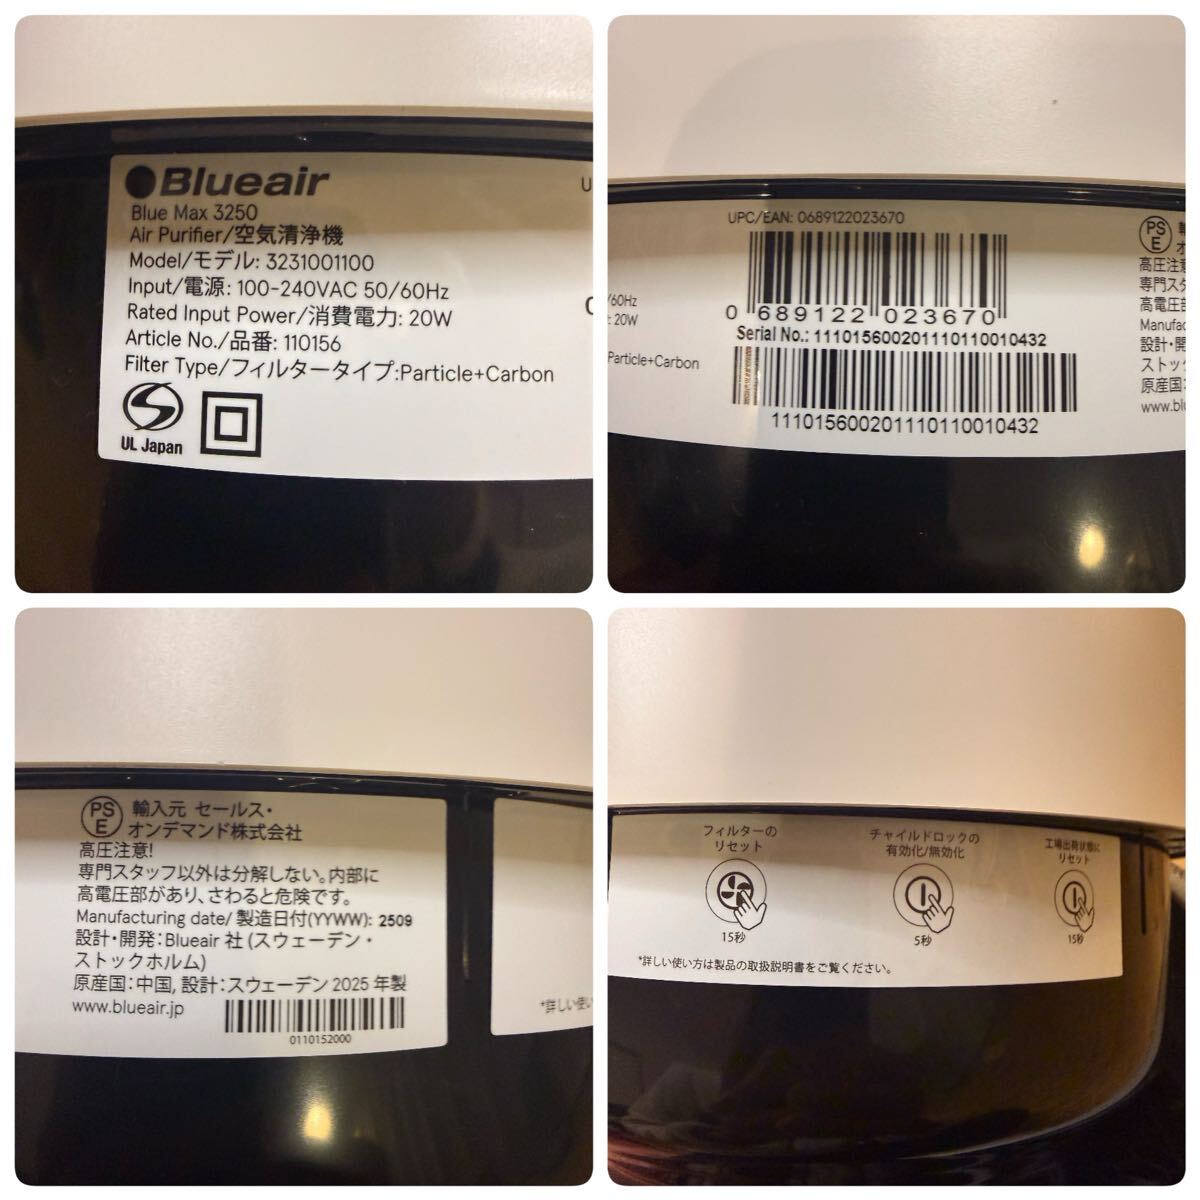 Blueair
Blue Max 3250
Air Purifier/空気清浄機
Model/モデル: 3231001100
Input/電源: 100-240VAC 50/60Hz
Rated Input Power/消費電力: 20W
Article No./品番: 110156
Filter Type/フィルタータイプ:Particle+Carbon
UL Japan
UPC/EAN: 0689122023670
0 689122 023670
Serial No.: 111015600201110110010432
111015600201110110010432
/60Hz
: 20W
Particle+Carbon
PS
E
高圧注意
専門スタ
高電圧部
Manufac
設計・開
ストック
原産国:
www.bl
PS
E
輸入元 セールス・
オンデマンド株式会社
高圧注意!
専門スタッフ以外は分解しない。内部に
高電圧部があり、さわると危険です。
Manufacturing date/ 製造日付(YYWW): 2509
設計・開発:Blueair 社 (スウェーデン・
ストックホルム)
原産国:中国, 設計:スウェーデン 2025 年製
www.blueair.jp
0110152000
*詳しい使い
フィルターの
リセット
15秒
チャイルドロックの
有効化/無効化
5秒
工場出荷状態に
リセット
15秒
*詳しい使い方は製品の取扱説明書をご覧ください。